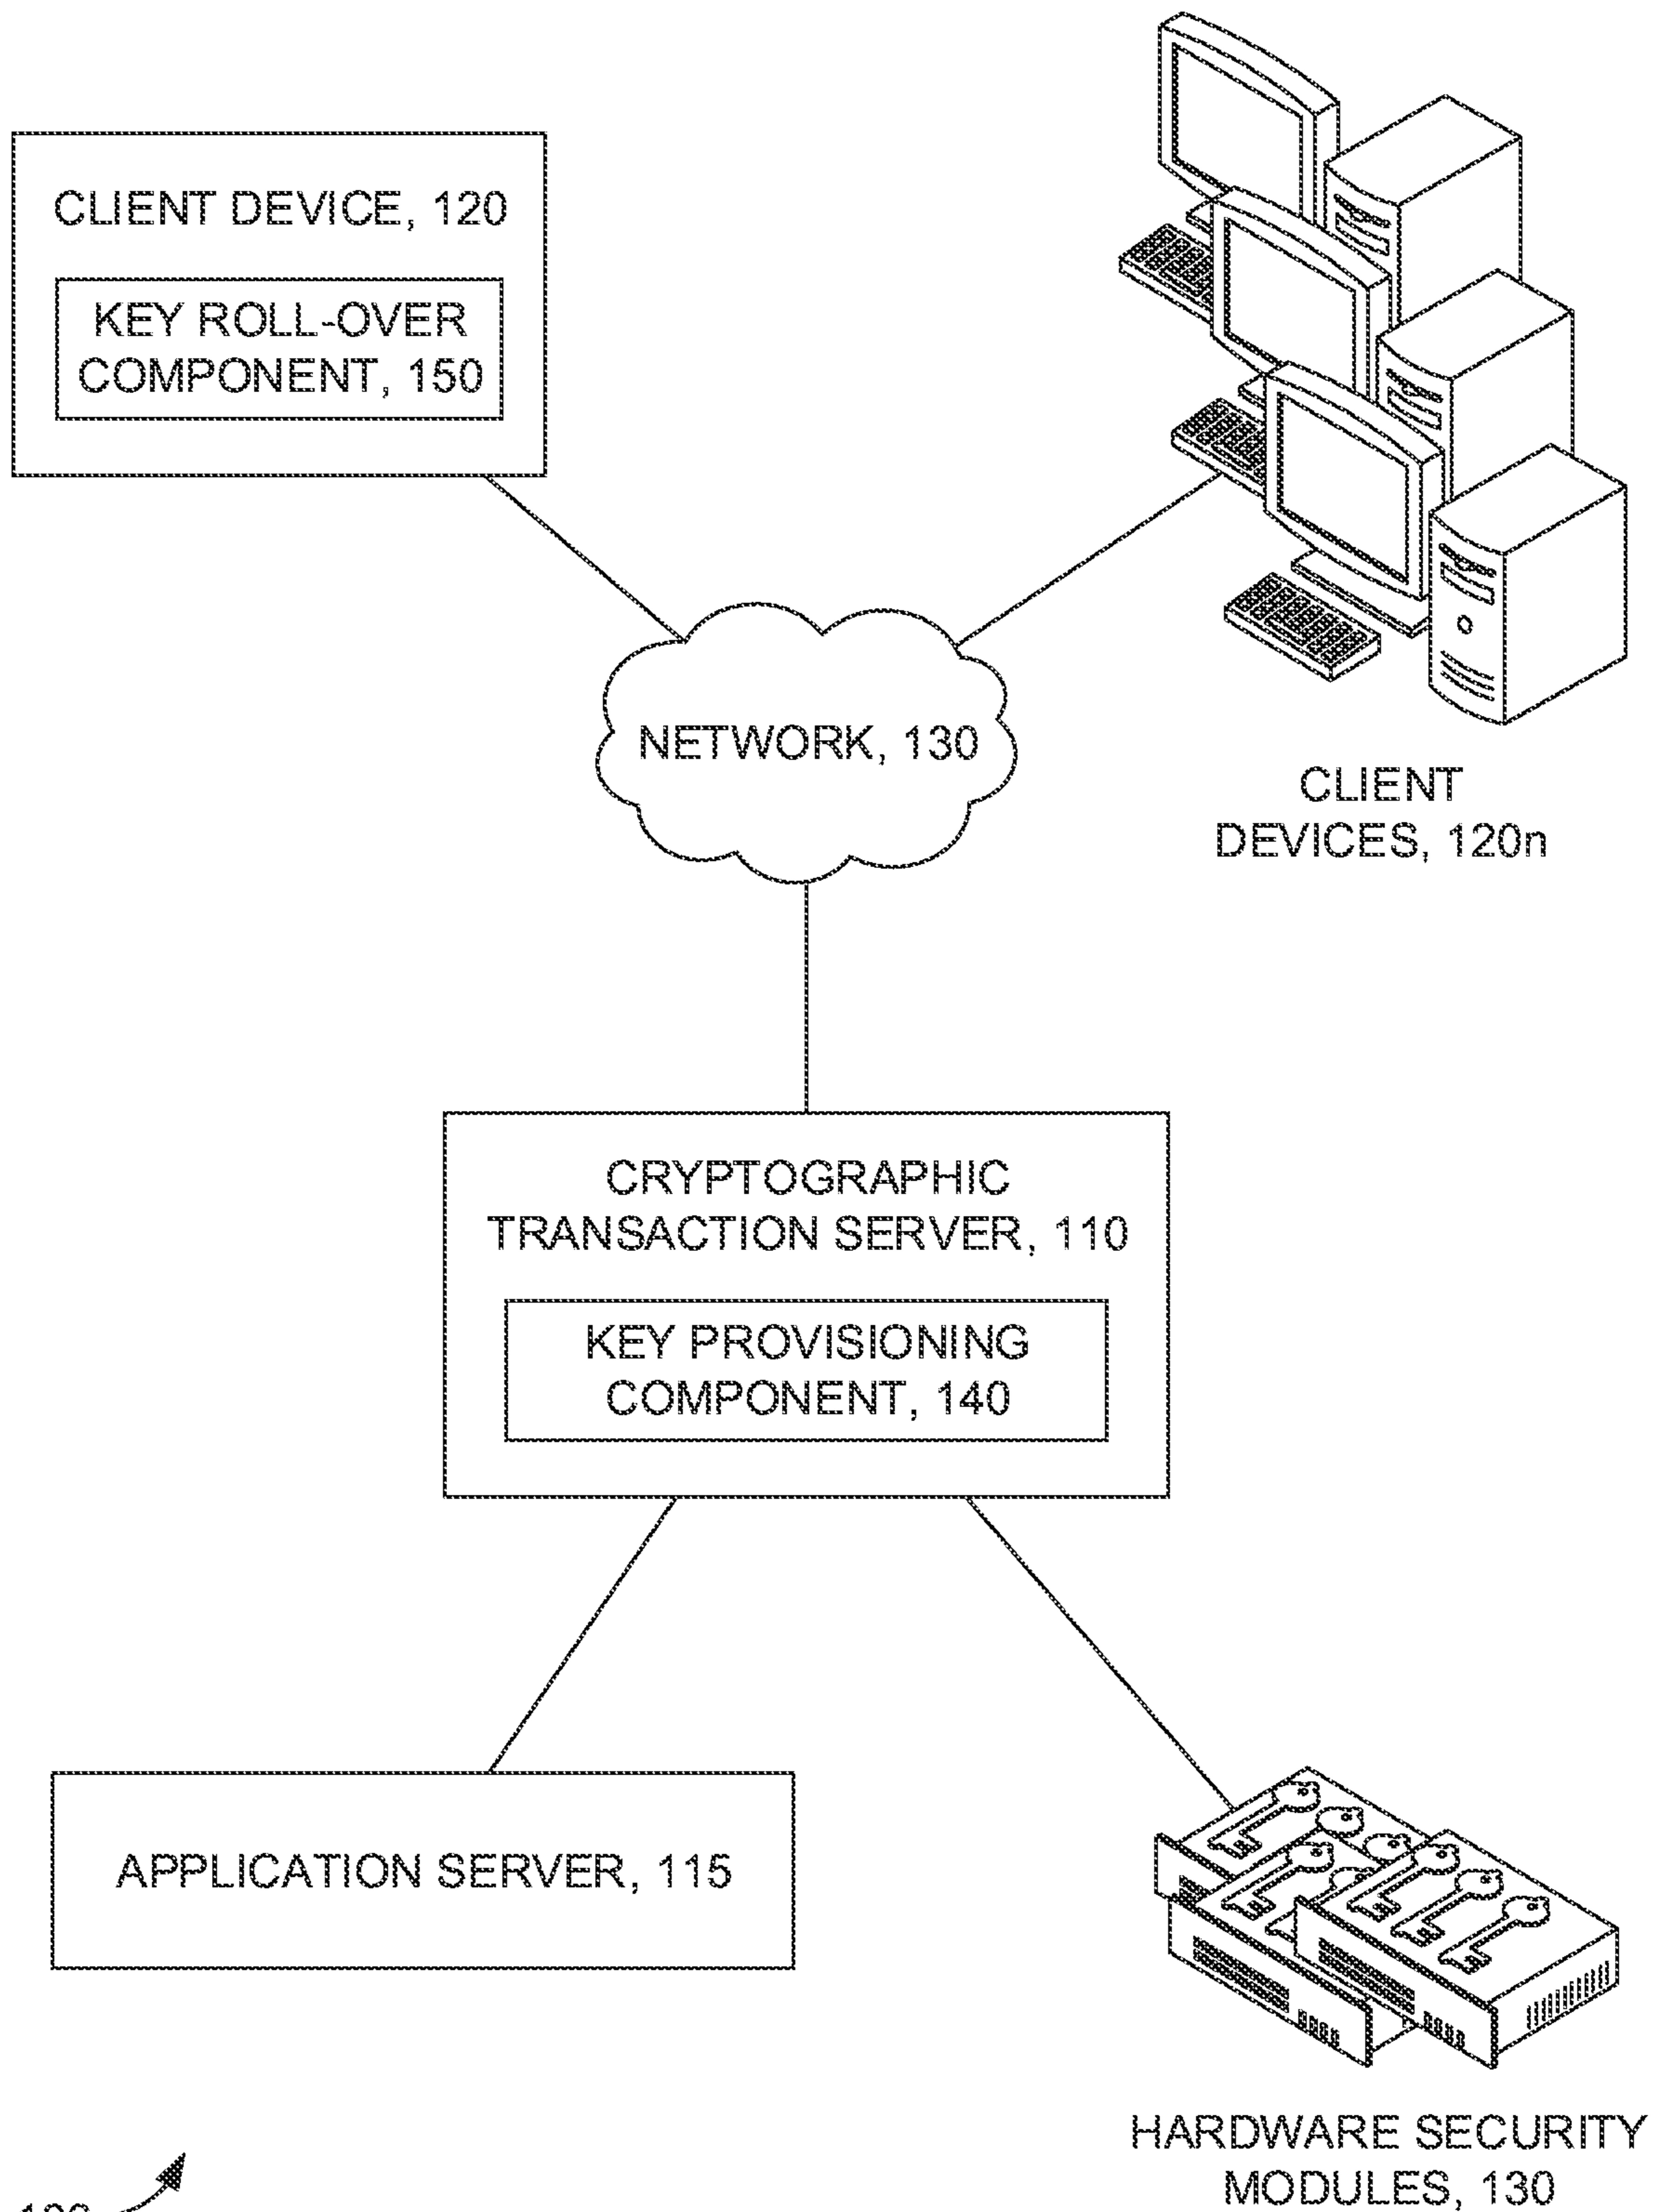 CLIENT DEVICE, 120
KEY ROLL-OVER
COMPONENT, 150
NETWORK, 130
CLIENT
DEVICES, 120n
CRYPTOGRAPHIC
TRANSACTION SERVER, 110
KEY PROVISIONING
COMPONENT, 140
APPLICATION SERVER, 115
HARDWARE SECURITY
MODULES, 130